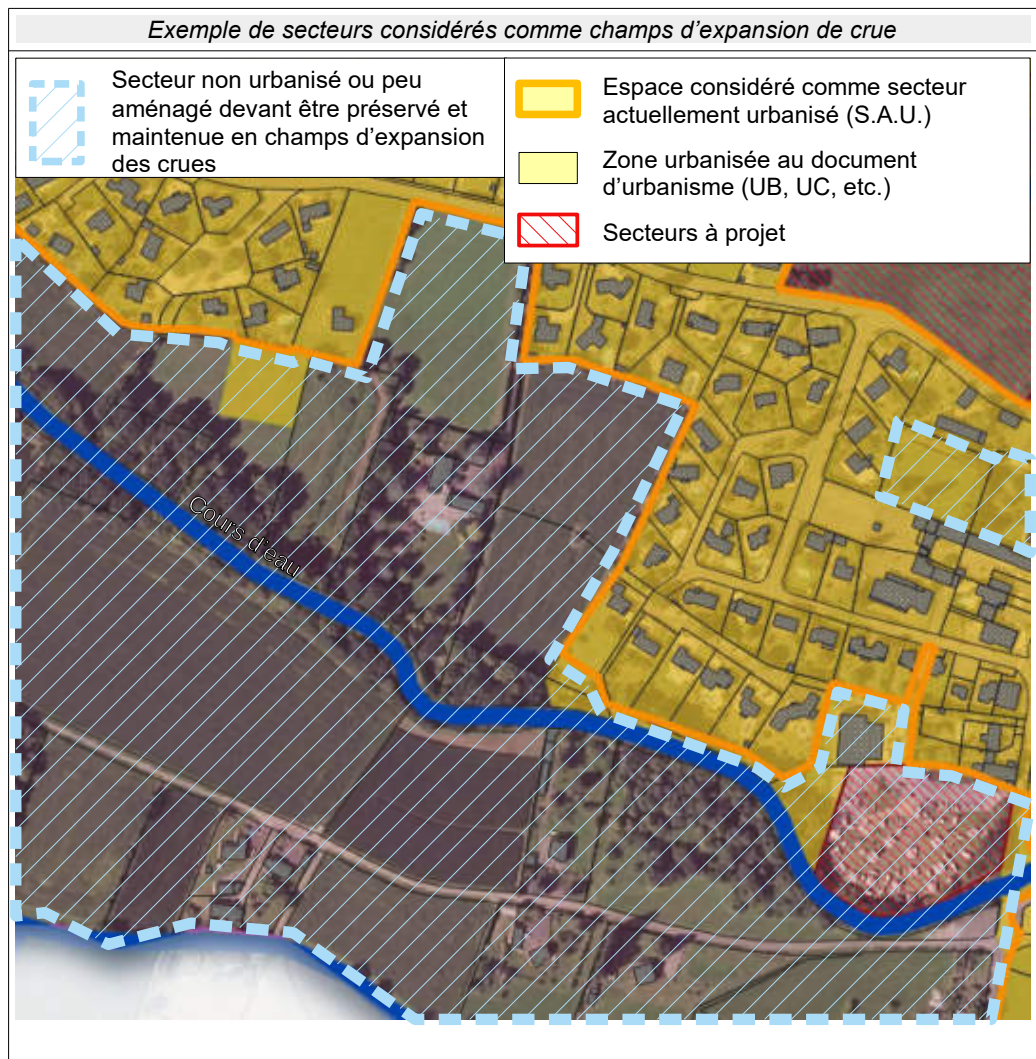 Exemple de secteurs considérés comme champs d'expansion de crue
Secteur non urbanisé ou peu
aménagé devant être préservé et
maintenue en champs d'expansion
des crues
Espace considéré comme secteur
actuellement urbanisé (S.A.U.)
Zone urbanisée au document
d'urbanisme (UB, UC, etc.)
Secteurs à projet
Cours d'eau